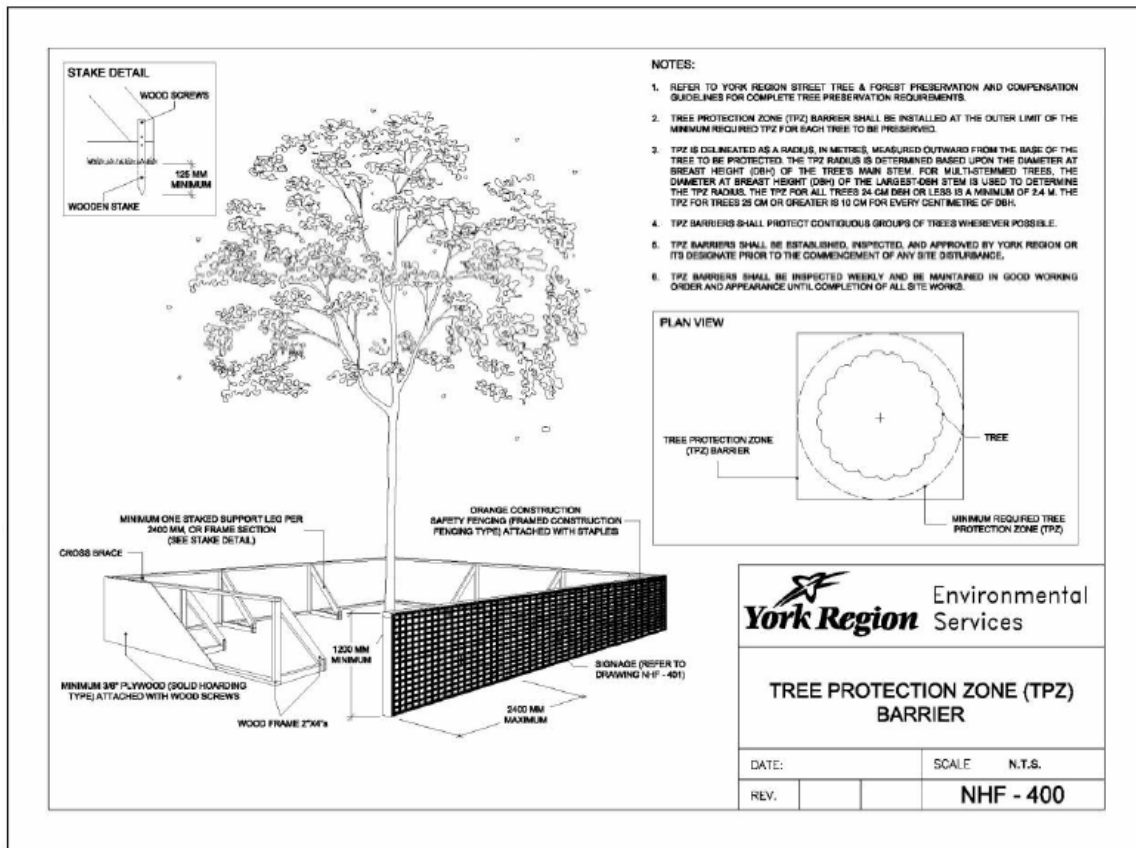 STAKE DETAIL
WOOD SCREWS
125 MM
MINIMUM
WOODEN STAKE
NOTES:
1. REFER TO YORK REGION STREET TREE & FOREST PRESERVATION AND COMPENSATION
GUIDELINES FOR COMPLETE TREE PRESERVATION REQUIREMENTS.
2. TREE PROTECTION ZONE (TPZ) BARRIER SHALL BE INSTALLED AT THE OUTER LIMIT OF THE
MINIMUM REQUIRED TPZ FOR EACH TREE TO BE PRESERVED.
3. TPZ IS DELINEATED AS A RADIUS, IN METRES, MEASURED OUTWARD FROM THE BASE OF THE
TREE TO BE PROTECTED. THE TPZ RADIUS IS DETERMINED BASED UPON THE DIAMETER AT
BREAST HEIGHT (DBH) OF THE TREE'S MAIN STEM. FOR MULTI-STEMMED TREES, THE
DIAMETER AT BREAST HEIGHT (DBH) OF THE LARGEST-DBH STEM IS USED TO DETERMINE
THE TPZ RADIUS. THE TPZ FOR ALL TREES 24 CM DBH OR LESS IS A MINIMUM OF 2.4 M. THE
TPZ FOR TREES 25 CM OR GREATER IS 10 CM FOR EVERY CENTIMETRE OF DBH.
4. TPZ BARRIERS SHALL PROTECT CONTIGUOUS GROUPS OF TREES WHEREVER POSSIBLE.
5. TPZ BARRIERS SHALL BE ESTABLISHED, INSPECTED, AND APPROVED BY YORK REGION OR
ITS DESIGNATE PRIOR TO THE COMMENCEMENT OF ANY SITE DISTURBANCE.
6. TPZ BARRIERS SHALL BE INSPECTED WEEKLY AND BE MAINTAINED IN GOOD WORKING
ORDER AND APPEARANCE UNTIL COMPLETION OF ALL SITE WORKS.
PLAN VIEW
TREE PROTECTION ZONE
(TPZ) BARRIER
TREE
MINIMUM REQUIRED TREE
PROTECTION ZONE (TPZ)
MINIMUM ONE STAKED SUPPORT LEG PER
2400 MM, OR FRAME SECTION
(SEE STAKE DETAIL)
CROSS BRACE
ORANGE CONSTRUCTION
SAFETY FENCING (FRAMED CONSTRUCTION
FENCING TYPE) ATTACHED WITH STAPLES
1200 MM
MINIMUM
SIGNAGE (REFER TO
DRAWING NHF - 401)
MINIMUM 3/8" PLYWOOD (SOLID HOARDING
TYPE) ATTACHED WITH WOOD SCREWS
WOOD FRAME 2"X4"s
2400 MM
MAXIMUM
York Region Environmental
Services
TREE PROTECTION ZONE (TPZ)
BARRIER
DATE:
SCALE N.T.S.
REV.
NHF - 400